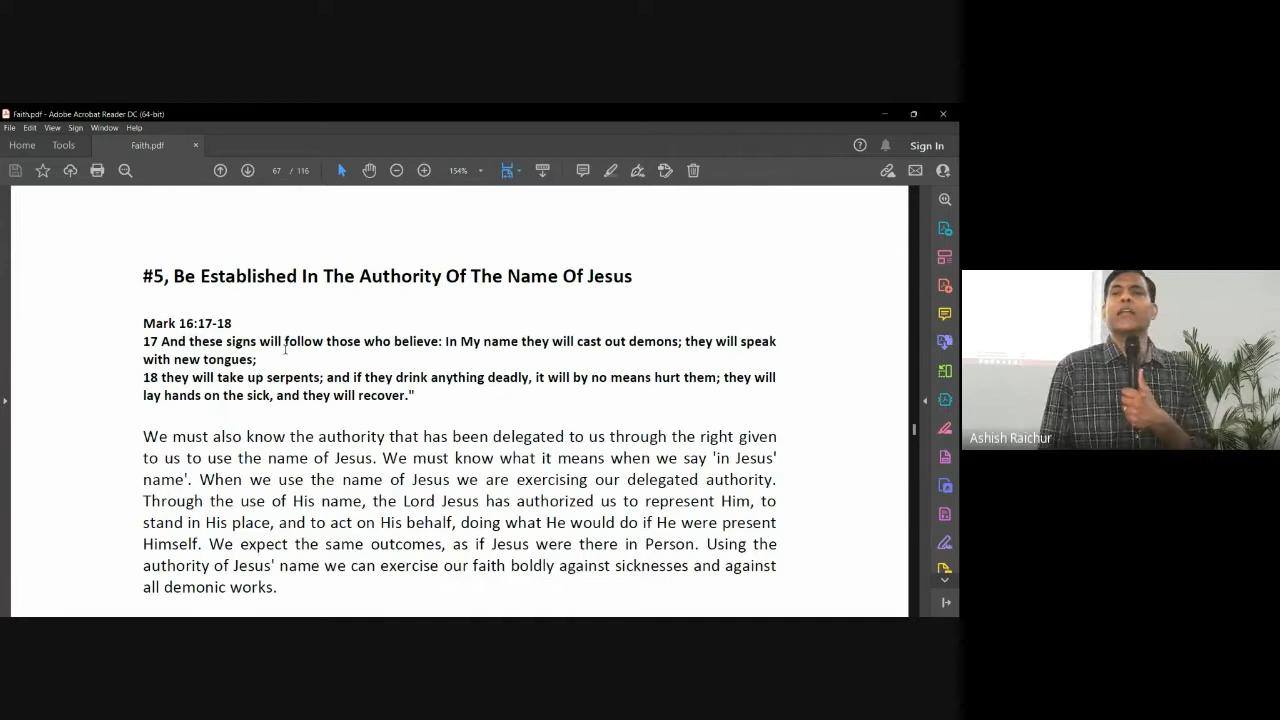 Faith.pdf - Adobe Acrobat Reader DC (64-bit)
File Edit View Sign Window Help
Home Tools Faith.pdf × Sign In
67 / 116 154%
#5, Be Established In The Authority Of The Name Of Jesus
Mark 16:17-18
17 And these signs will follow those who believe: In My name they will cast out demons; they will speak
with new tongues;
18 they will take up serpents; and if they drink anything deadly, it will by no means hurt them; they will
lay hands on the sick, and they will recover."
We must also know the authority that has been delegated to us through the right given
to us to use the name of Jesus. We must know what it means when we say 'in Jesus'
name'. When we use the name of Jesus we are exercising our delegated authority.
Through the use of His name, the Lord Jesus has authorized us to represent Him, to
stand in His place, and to act on His behalf, doing what He would do if He were present
Himself. We expect the same outcomes, as if Jesus were there in Person. Using the
authority of Jesus' name we can exercise our faith boldly against sicknesses and against
all demonic works.
Ashish Raichur